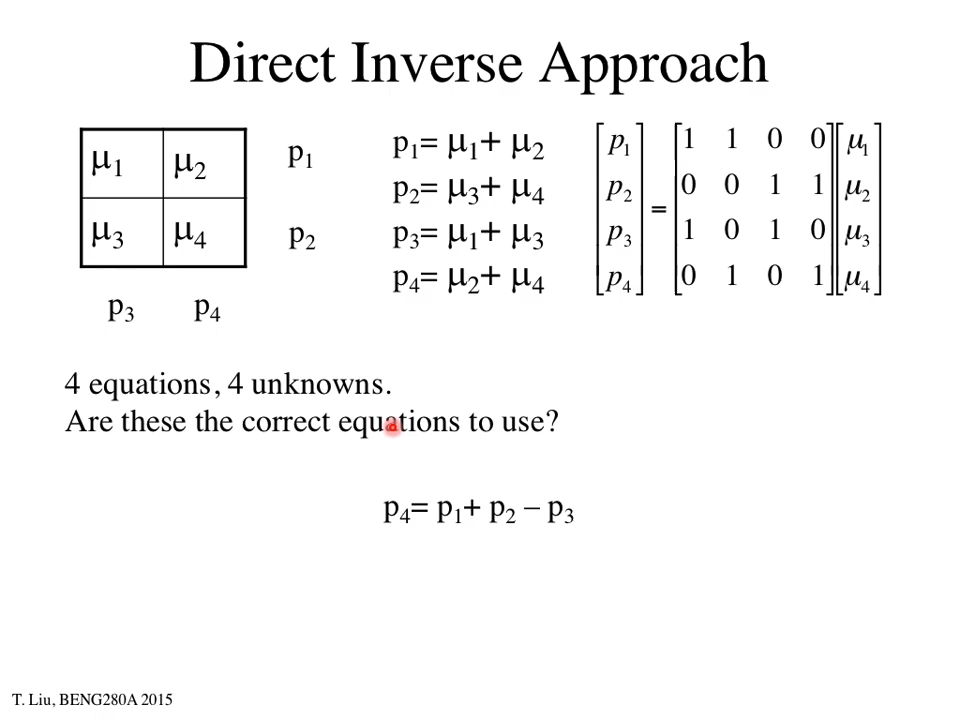 Direct Inverse Approach
μ₁ μ₂ p₁
μ₃ μ₄ p₂
p₃ p₄
p₁= μ₁+ μ₂
p₂= μ₃+ μ₄
p₃= μ₁+ μ₃
p₄= μ₂+ μ₄
[p₁] [1 1 0 0] [μ₁]
[p₂] = [0 0 1 1] [μ₂]
[p₃] [1 0 1 0] [μ₃]
[p₄] [0 1 0 1] [μ₄]
4 equations, 4 unknowns.
Are these the correct equations to use?
p₄= p₁+ p₂ – p₃
T. Liu, BENG280A 2015